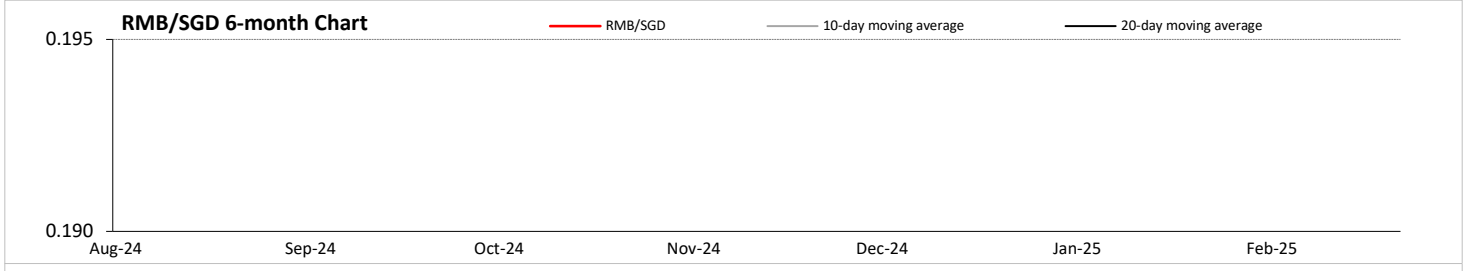 RMB/SGD 6-month Chart
RMB/SGD
10-day moving average
20-day moving average
0.195
0.190
Aug-24
Sep-24
Oct-24
Nov-24
Dec-24
Jan-25
Feb-25